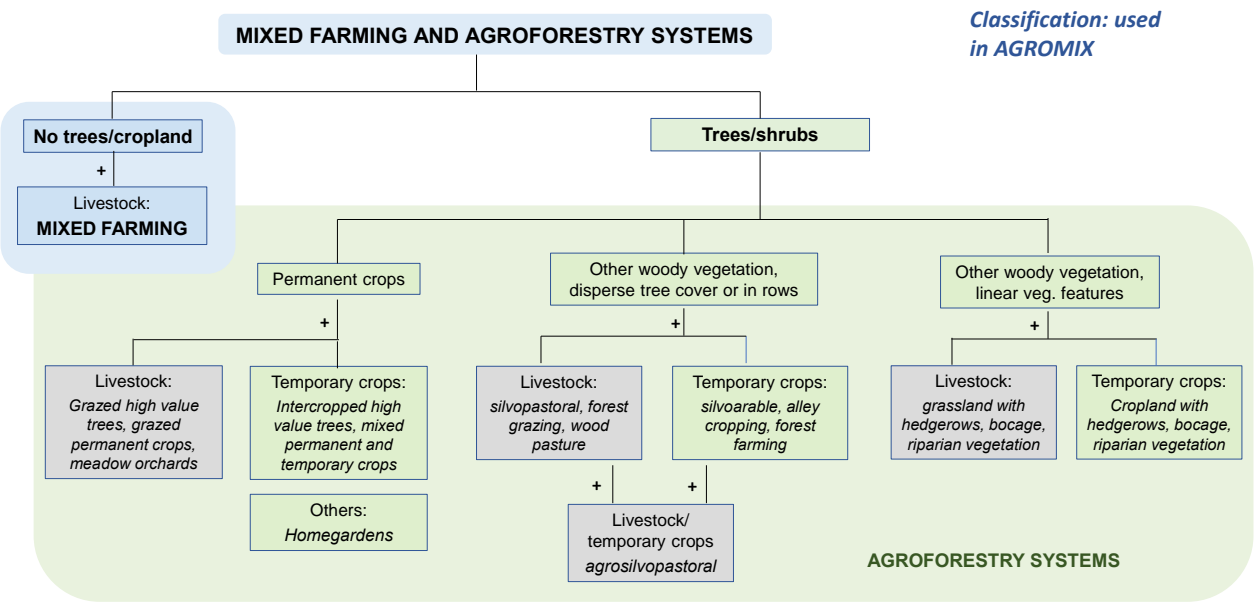 MIXED FARMING AND AGROFORESTRY SYSTEMS
Classification: used
in AGROMIX
No trees/cropland
+
Livestock:
MIXED FARMING
Trees/shrubs
Permanent crops
+
Livestock:
Grazed high value
trees, grazed
permanent crops,
meadow orchards
Temporary crops:
Intercropped high
value trees, mixed
permanent and
temporary crops
Others:
Homegardens
Other woody vegetation,
disperse tree cover or in rows
+
Livestock:
silvopastoral, forest
grazing, wood
pasture
Temporary crops:
silvoarable, alley
cropping, forest
farming
+
+
Livestock/
temporary crops
agrosilvopastoral
Other woody vegetation,
linear veg. features
+
Livestock:
grassland with
hedgerows, bocage,
riparian vegetation
Temporary crops:
Cropland with
hedgerows, bocage,
riparian vegetation
AGROFORESTRY SYSTEMS